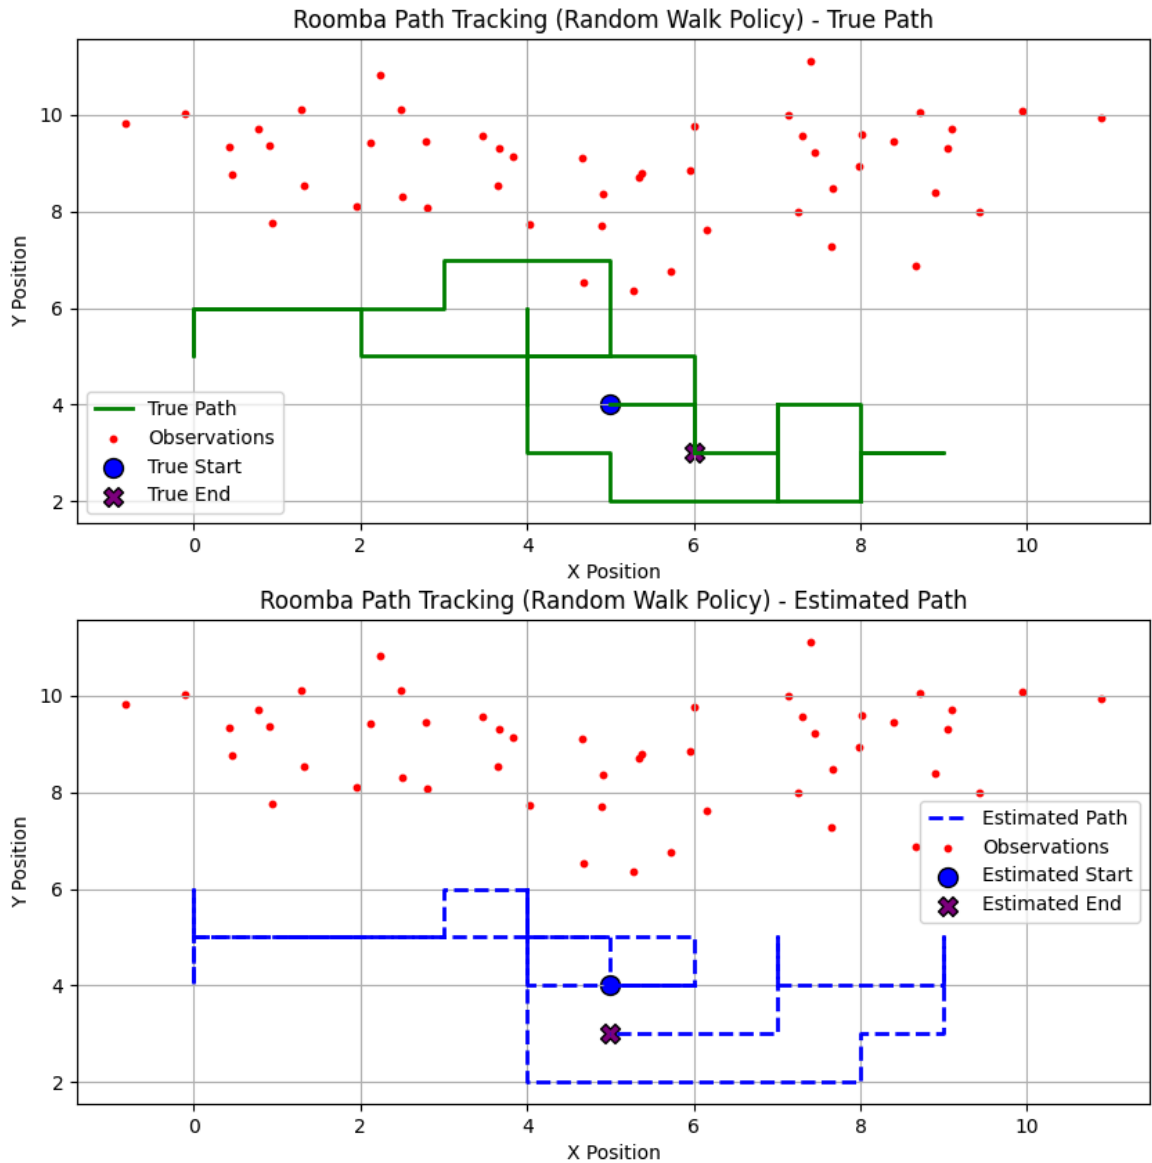 Roomba Path Tracking (Random Walk Policy) - True Path
Y Position
10
8
6
4
2
True Path
Observations
True Start
True End
0 2 4 6 8 10
X Position
Roomba Path Tracking (Random Walk Policy) - Estimated Path
Y Position
10
8
6
4
2
Estimated Path
Observations
Estimated Start
Estimated End
0 2 4 6 8 10
X Position